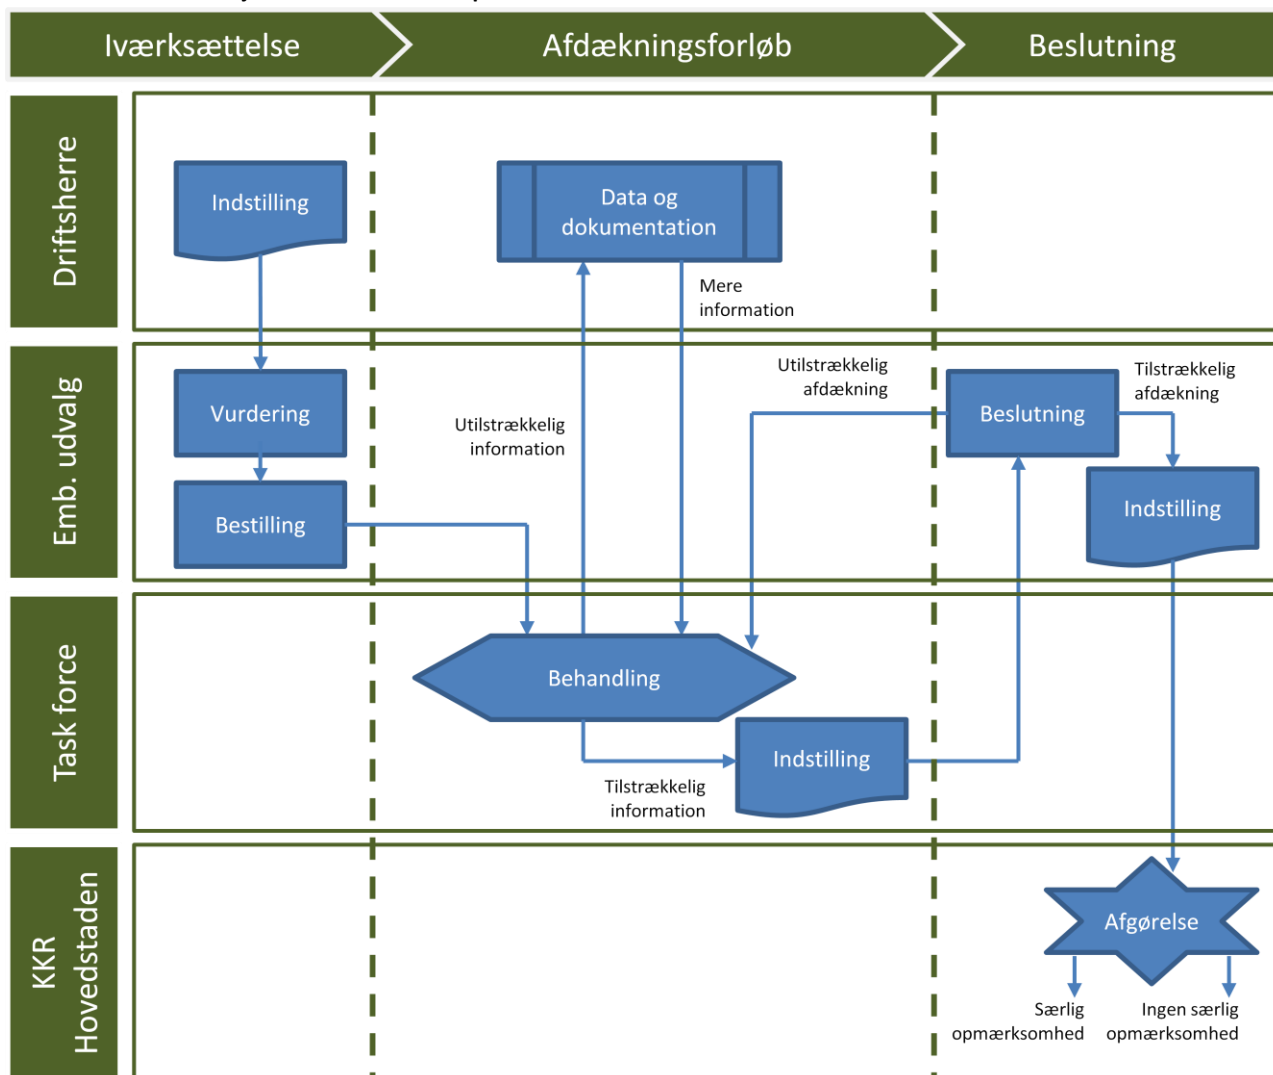 Iværksættelse
Afdækningsforløb
Beslutning
Driftsherre
Indstilling
Data og
dokumentation
Mere
information
Emb. udvalg
Vurdering
Bestilling
Utilstrækkelig
information
Utilstrækkelig
afdækning
Beslutning
Tilstrækkelig
afdækning
Indstilling
Task force
Behandling
Tilstrækkelig
information
Indstilling
KKR
Hovedstaden
Afgørelse
Særlig
opmærksomhed
Ingen særlig
opmærksomhed